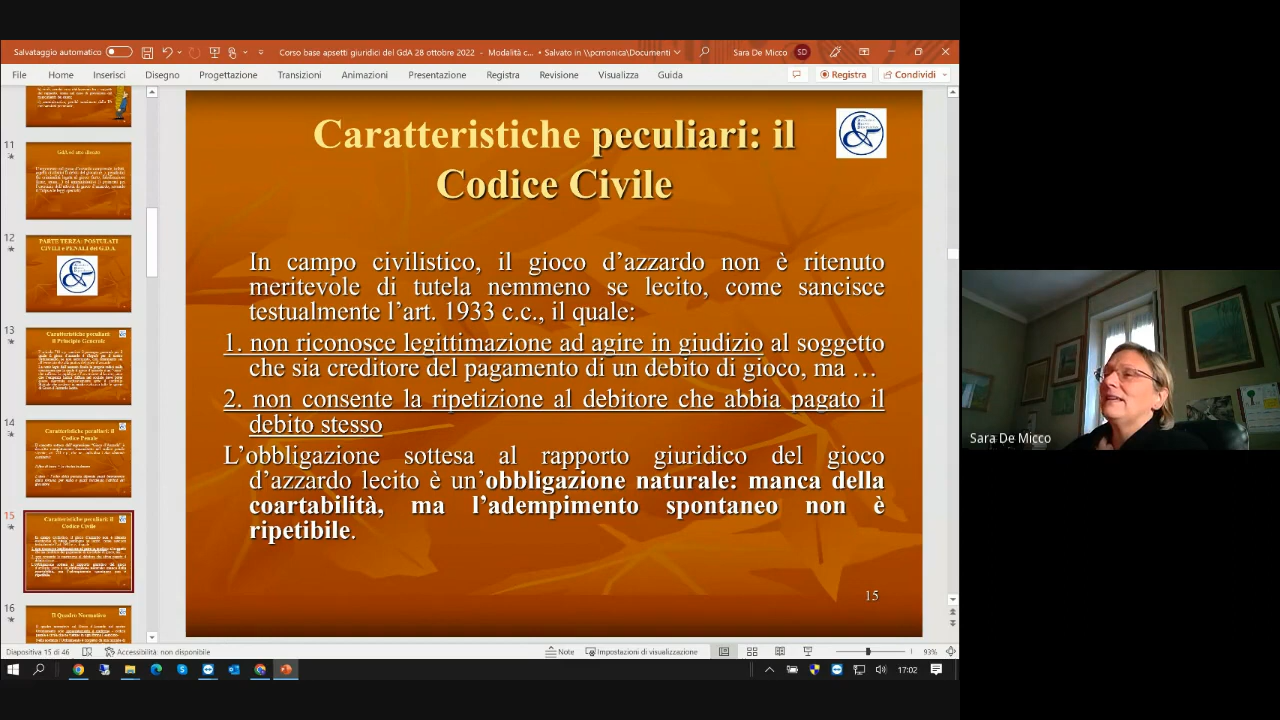 Salvataggio automatico
Corso base apsetti giuridici del GdA 28 ottobre 2022 - Modalità c... • Salvato in \\pcmonica\Documenti
Sara De Micco
SD
File Home Inserisci Disegno Progettazione Transizioni Animazioni Presentazione Registra Revisione Visualizza Guida
Registra
Condividi
11
GdA ed atto illecito
12
PARTE TERZA: POSTULATI
CIVILI e PENALI del G.D.A.
13
Caratteristiche peculiari:
il Principio Generale
14
Caratteristiche peculiari: il
Codice Penale
15
Caratteristiche peculiari: il
Codice Civile
16
Il Quadro Normativo
Caratteristiche peculiari: il
Codice Civile
In campo civilistico, il gioco d’azzardo non è ritenuto
meritevole di tutela nemmeno se lecito, come sancisce
testualmente l’art. 1933 c.c., il quale:
1. non riconosce legittimazione ad agire in giudizio al soggetto
che sia creditore del pagamento di un debito di gioco, ma …
2. non consente la ripetizione al debitore che abbia pagato il
debito stesso
L’obbligazione sottesa al rapporto giuridico del gioco
d’azzardo lecito è un’obbligazione naturale: manca della
coartabilità, ma l’adempimento spontaneo non è
ripetibile.
15
Sara De Micco
Diapositiva 15 di 46
Accessibilità: non disponibile
Note
Impostazioni di visualizzazione
93%
17:02